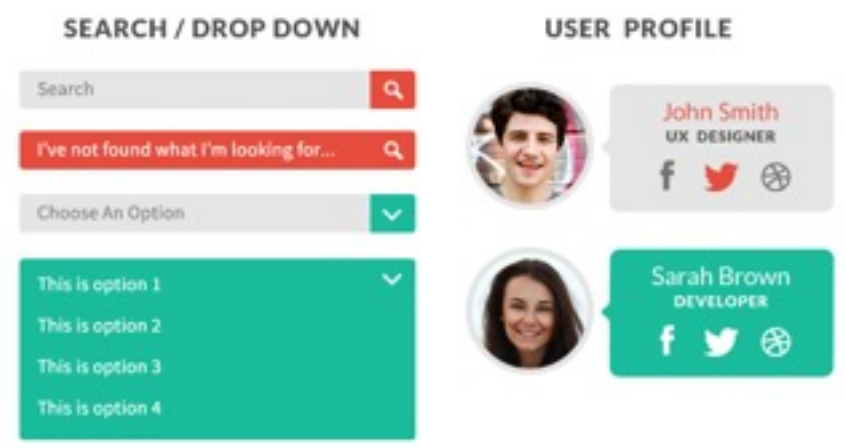 SEARCH / DROP DOWN
Search
I've not found what I'm looking for...
Choose An Option
This is option 1
This is option 2
This is option 3
This is option 4
USER PROFILE
John Smith
UX DESIGNER
Sarah Brown
DEVELOPER